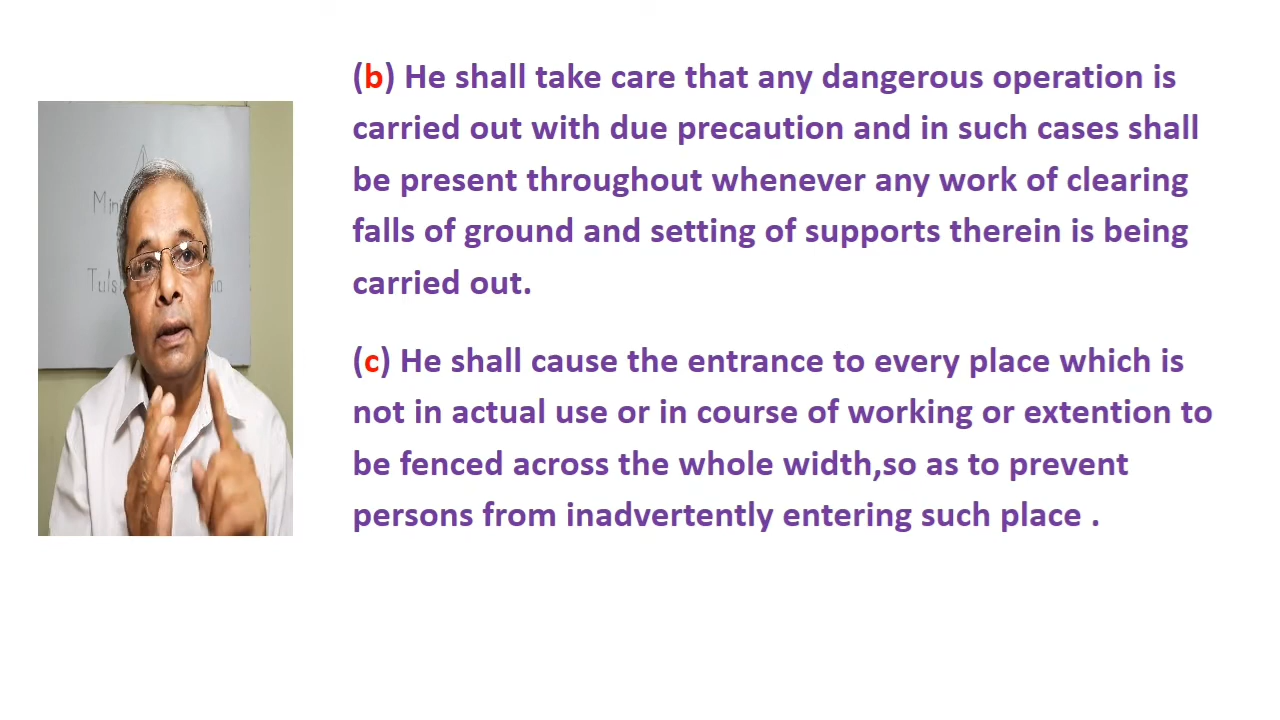 (b) He shall take care that any dangerous operation is
carried out with due precaution and in such cases shall
be present throughout whenever any work of clearing
falls of ground and setting of supports therein is being
carried out.
(c) He shall cause the entrance to every place which is
not in actual use or in course of working or extention to
be fenced across the whole width,so as to prevent
persons from inadvertently entering such place .